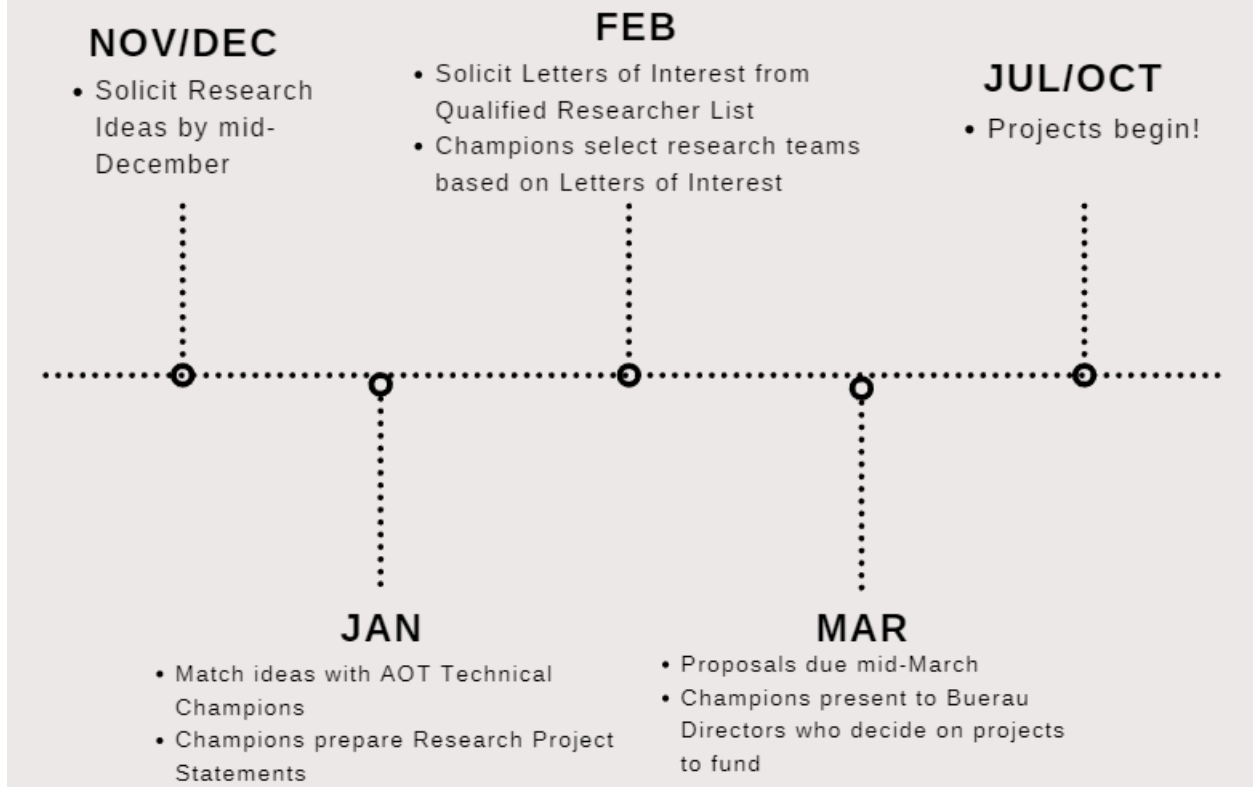 NOV/DEC
• Solicit Research
Ideas by mid-
December
FEB
• Solicit Letters of Interest from
Qualified Researcher List
• Champions select research teams
based on Letters of Interest
JUL/OCT
• Projects begin!
JAN
• Match ideas with AOT Technical
Champions
• Champions prepare Research Project
Statements
MAR
• Proposals due mid-March
• Champions present to Buerau
Directors who decide on projects
to fund